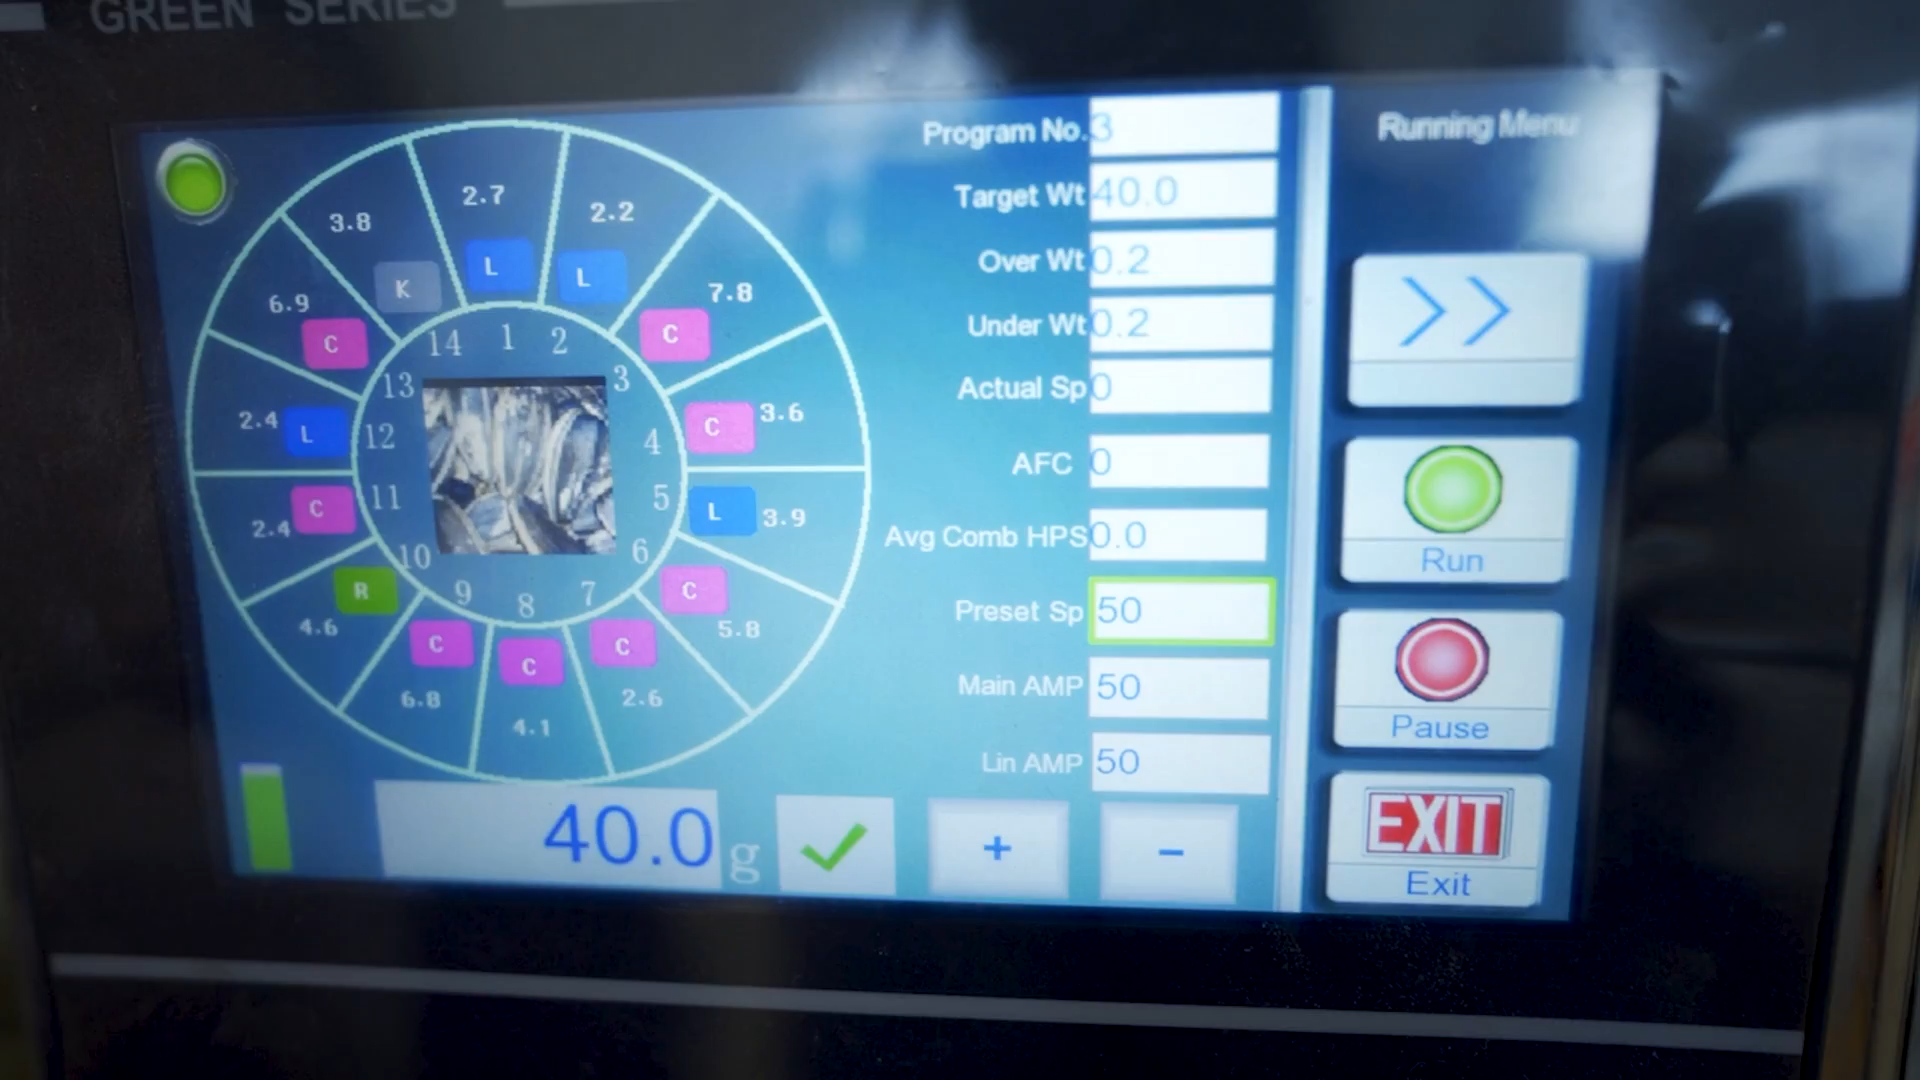 GREEN SERIES
Program No. 3
Target Wt 40.0
Over Wt 0.2
Under Wt 0.2
Actual Sp 0
AFC 0
Avg Comb HPS 0.0
Preset Sp 50
Main AMP 50
Lin AMP 50
Running Menu
>>
Run
Pause
EXIT
Exit
2.7
L
1
2.2
L
2
7.8
C
3
3.6
C
4
3.9
L
5
5.8
C
6
2.6
C
7
4.1
C
8
6.8
C
9
4.6
R
10
2.4
C
11
2.4
L
12
6.9
C
13
3.8
K
14
40.0 g
+
-